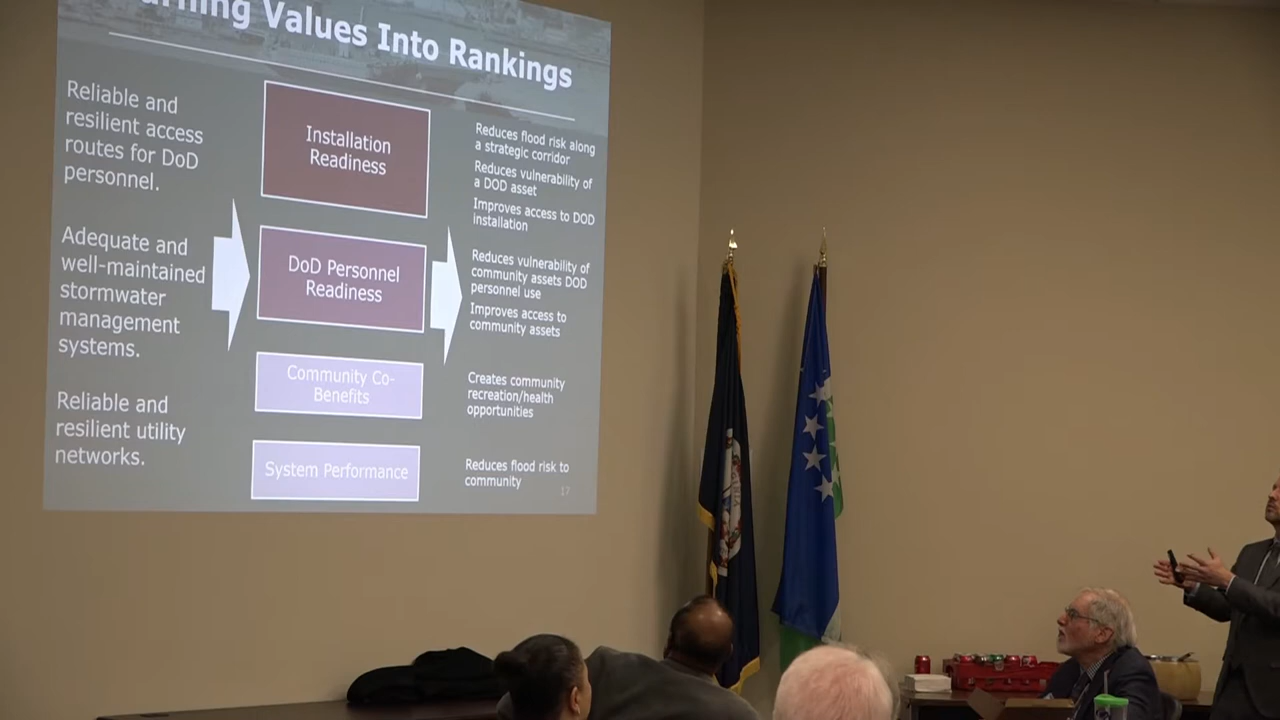 Values Into Rankings
Reliable and
resilient access
routes for DoD
personnel.
Adequate and
well-maintained
stormwater
management
systems.
Reliable and
resilient utility
networks.
Installation
Readiness
DoD Personnel
Readiness
Community Co-
Benefits
System Performance
Reduces flood risk along
a strategic corridor
Reduces vulnerability of
a DOD asset
Improves access to DOD
installation
Reduces vulnerability of
community assets DOD
personnel use
Improves access to
community assets
Creates community
recreation/health
opportunities
Reduces flood risk to
community
17